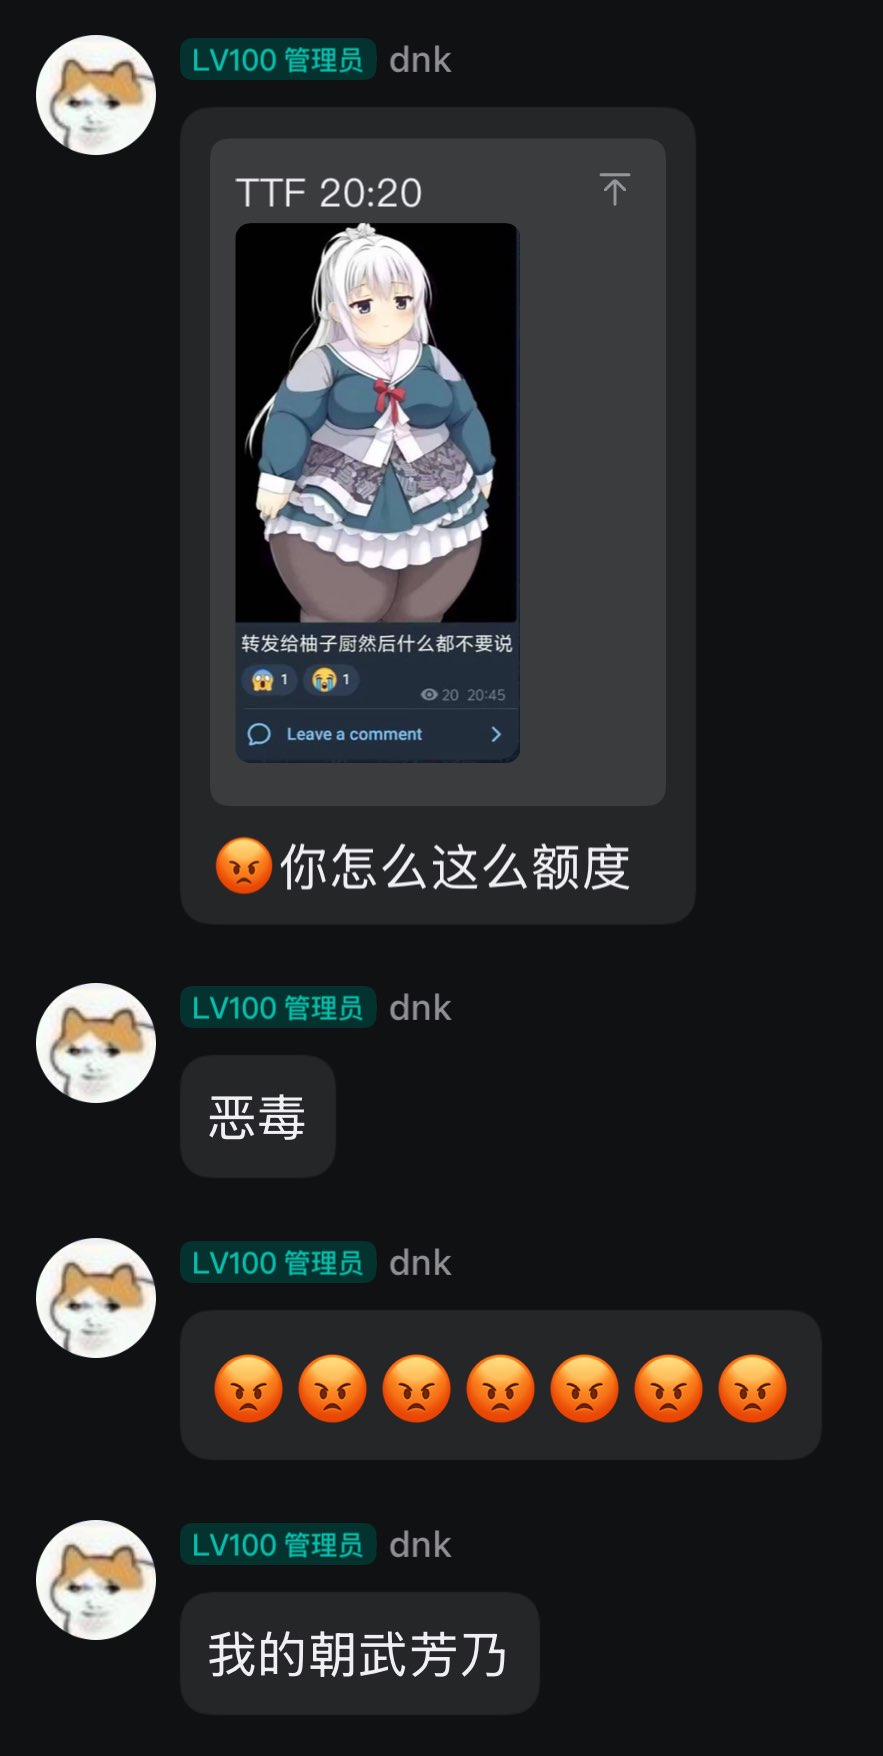 LV100 管理员 dnk
TTF 20:20
转发给柚子厨然后什么都不要说
😱 1 😭 1
20 20:45
Leave a comment
😡你怎么这么额度
LV100 管理员 dnk
恶毒
LV100 管理员 dnk
😡😡😡😡😡😡😡
LV100 管理员 dnk
我的朝武芳乃